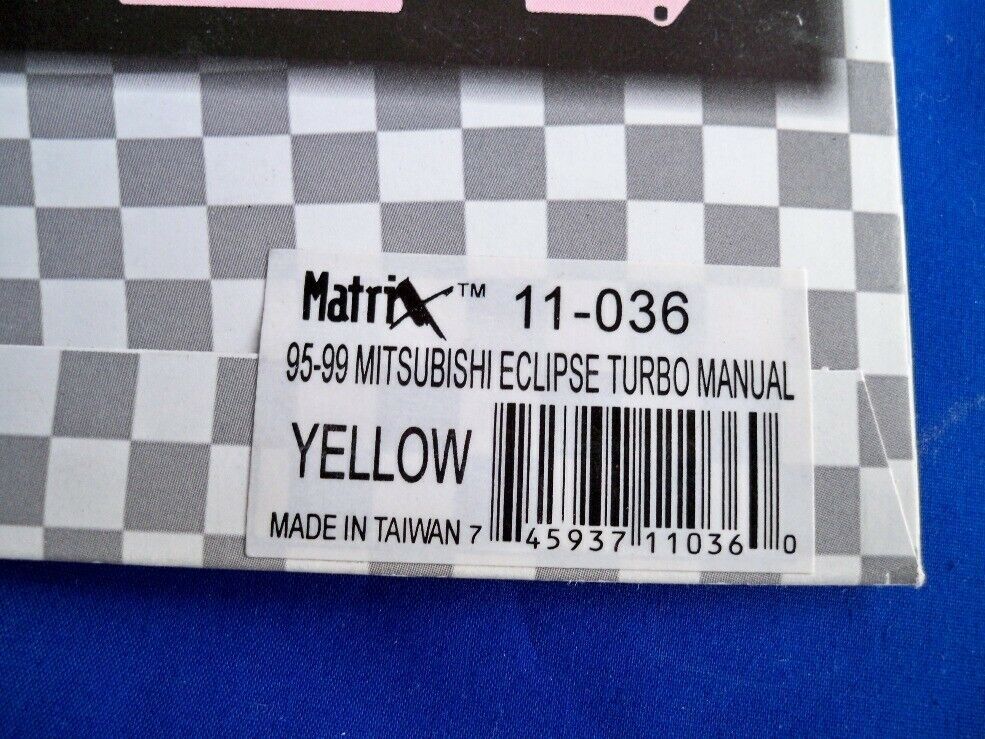 Matrix™ 11-036
95-99 MITSUBISHI ECLIPSE TURBO MANUAL
YELLOW
MADE IN TAIWAN 7 45937 11036 0